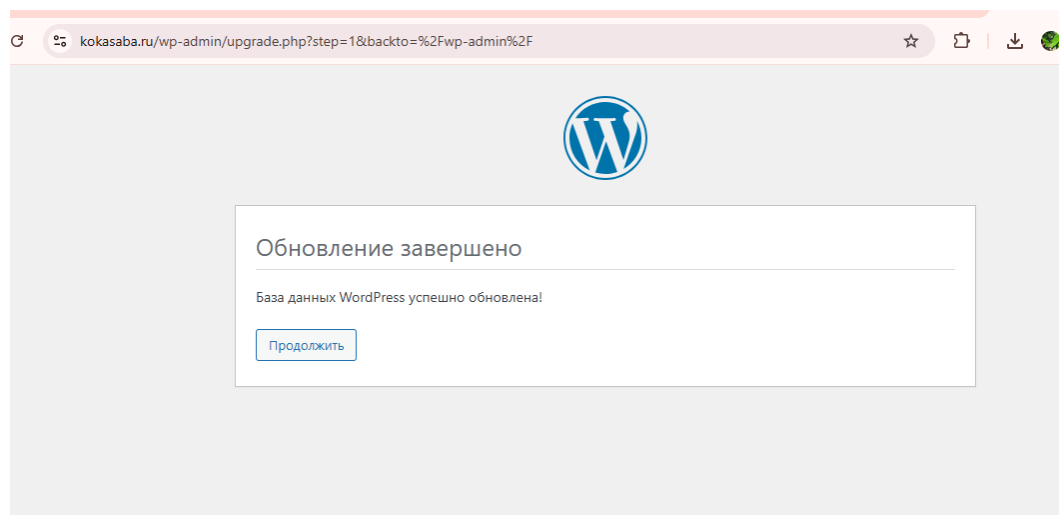 kokasaba.ru/wp-admin/upgrade.php?step=1&backto=%2Fwp-admin%2F
Обновление завершено
База данных WordPress успешно обновлена!
Продолжить